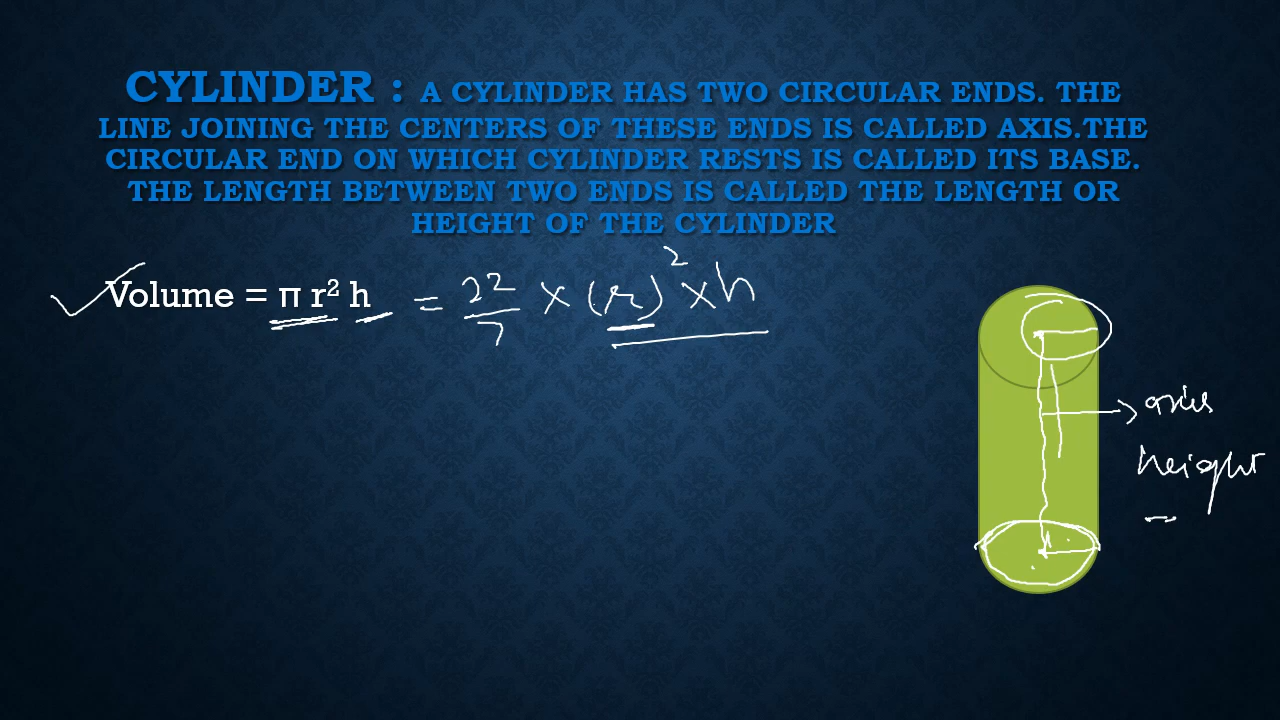 CYLINDER : A CYLINDER HAS TWO CIRCULAR ENDS. THE
LINE JOINING THE CENTERS OF THESE ENDS IS CALLED AXIS.THE
CIRCULAR END ON WHICH CYLINDER RESTS IS CALLED ITS BASE.
THE LENGTH BETWEEN TWO ENDS IS CALLED THE LENGTH OR
HEIGHT OF THE CYLINDER
Volume = π r² h = 22/7 × (r)² × h
axis
height